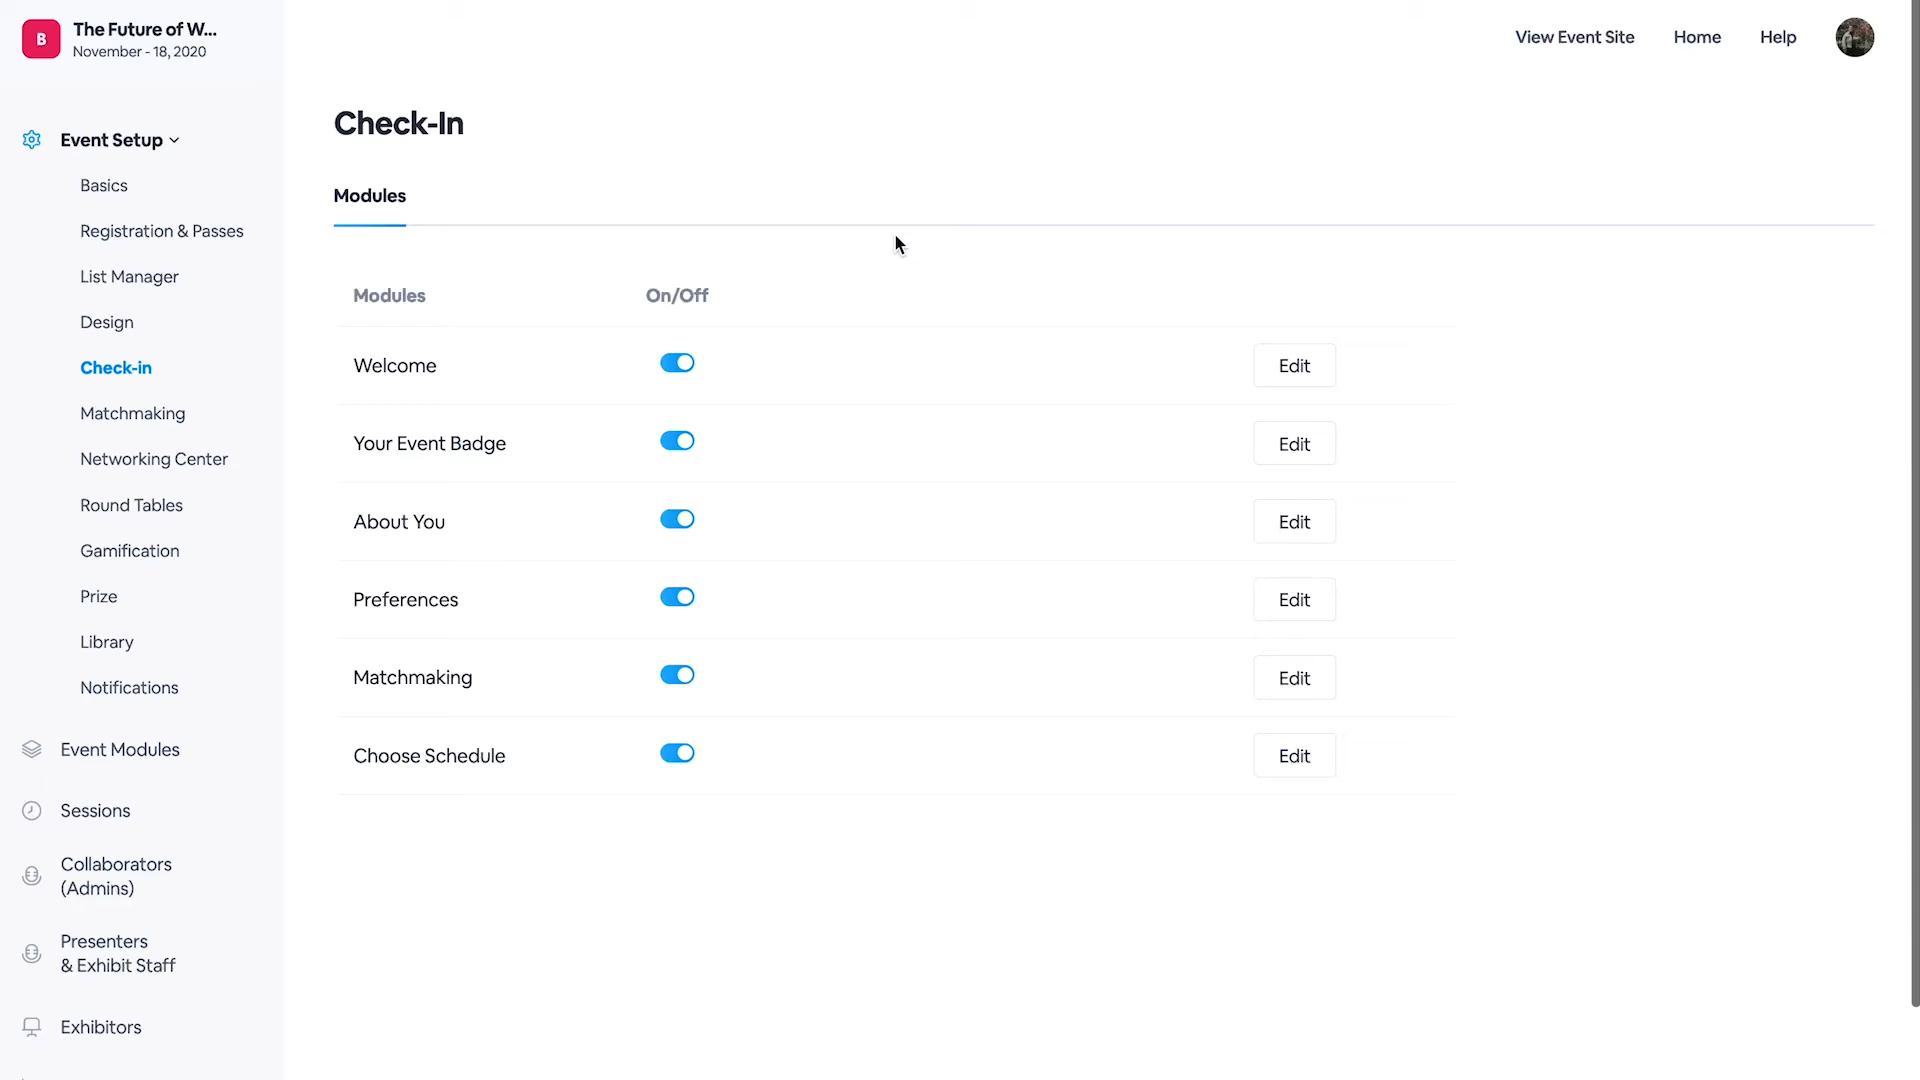 B
The Future of W...
November - 18, 2020
View Event Site
Home
Help
Event Setup
Basics
Registration & Passes
List Manager
Design
Check-in
Matchmaking
Networking Center
Round Tables
Gamification
Prize
Library
Notifications
Event Modules
Sessions
Collaborators
(Admins)
Presenters
& Exhibit Staff
Exhibitors
Check-In
Modules
Modules On/Off
Welcome Edit
Your Event Badge Edit
About You Edit
Preferences Edit
Matchmaking Edit
Choose Schedule Edit